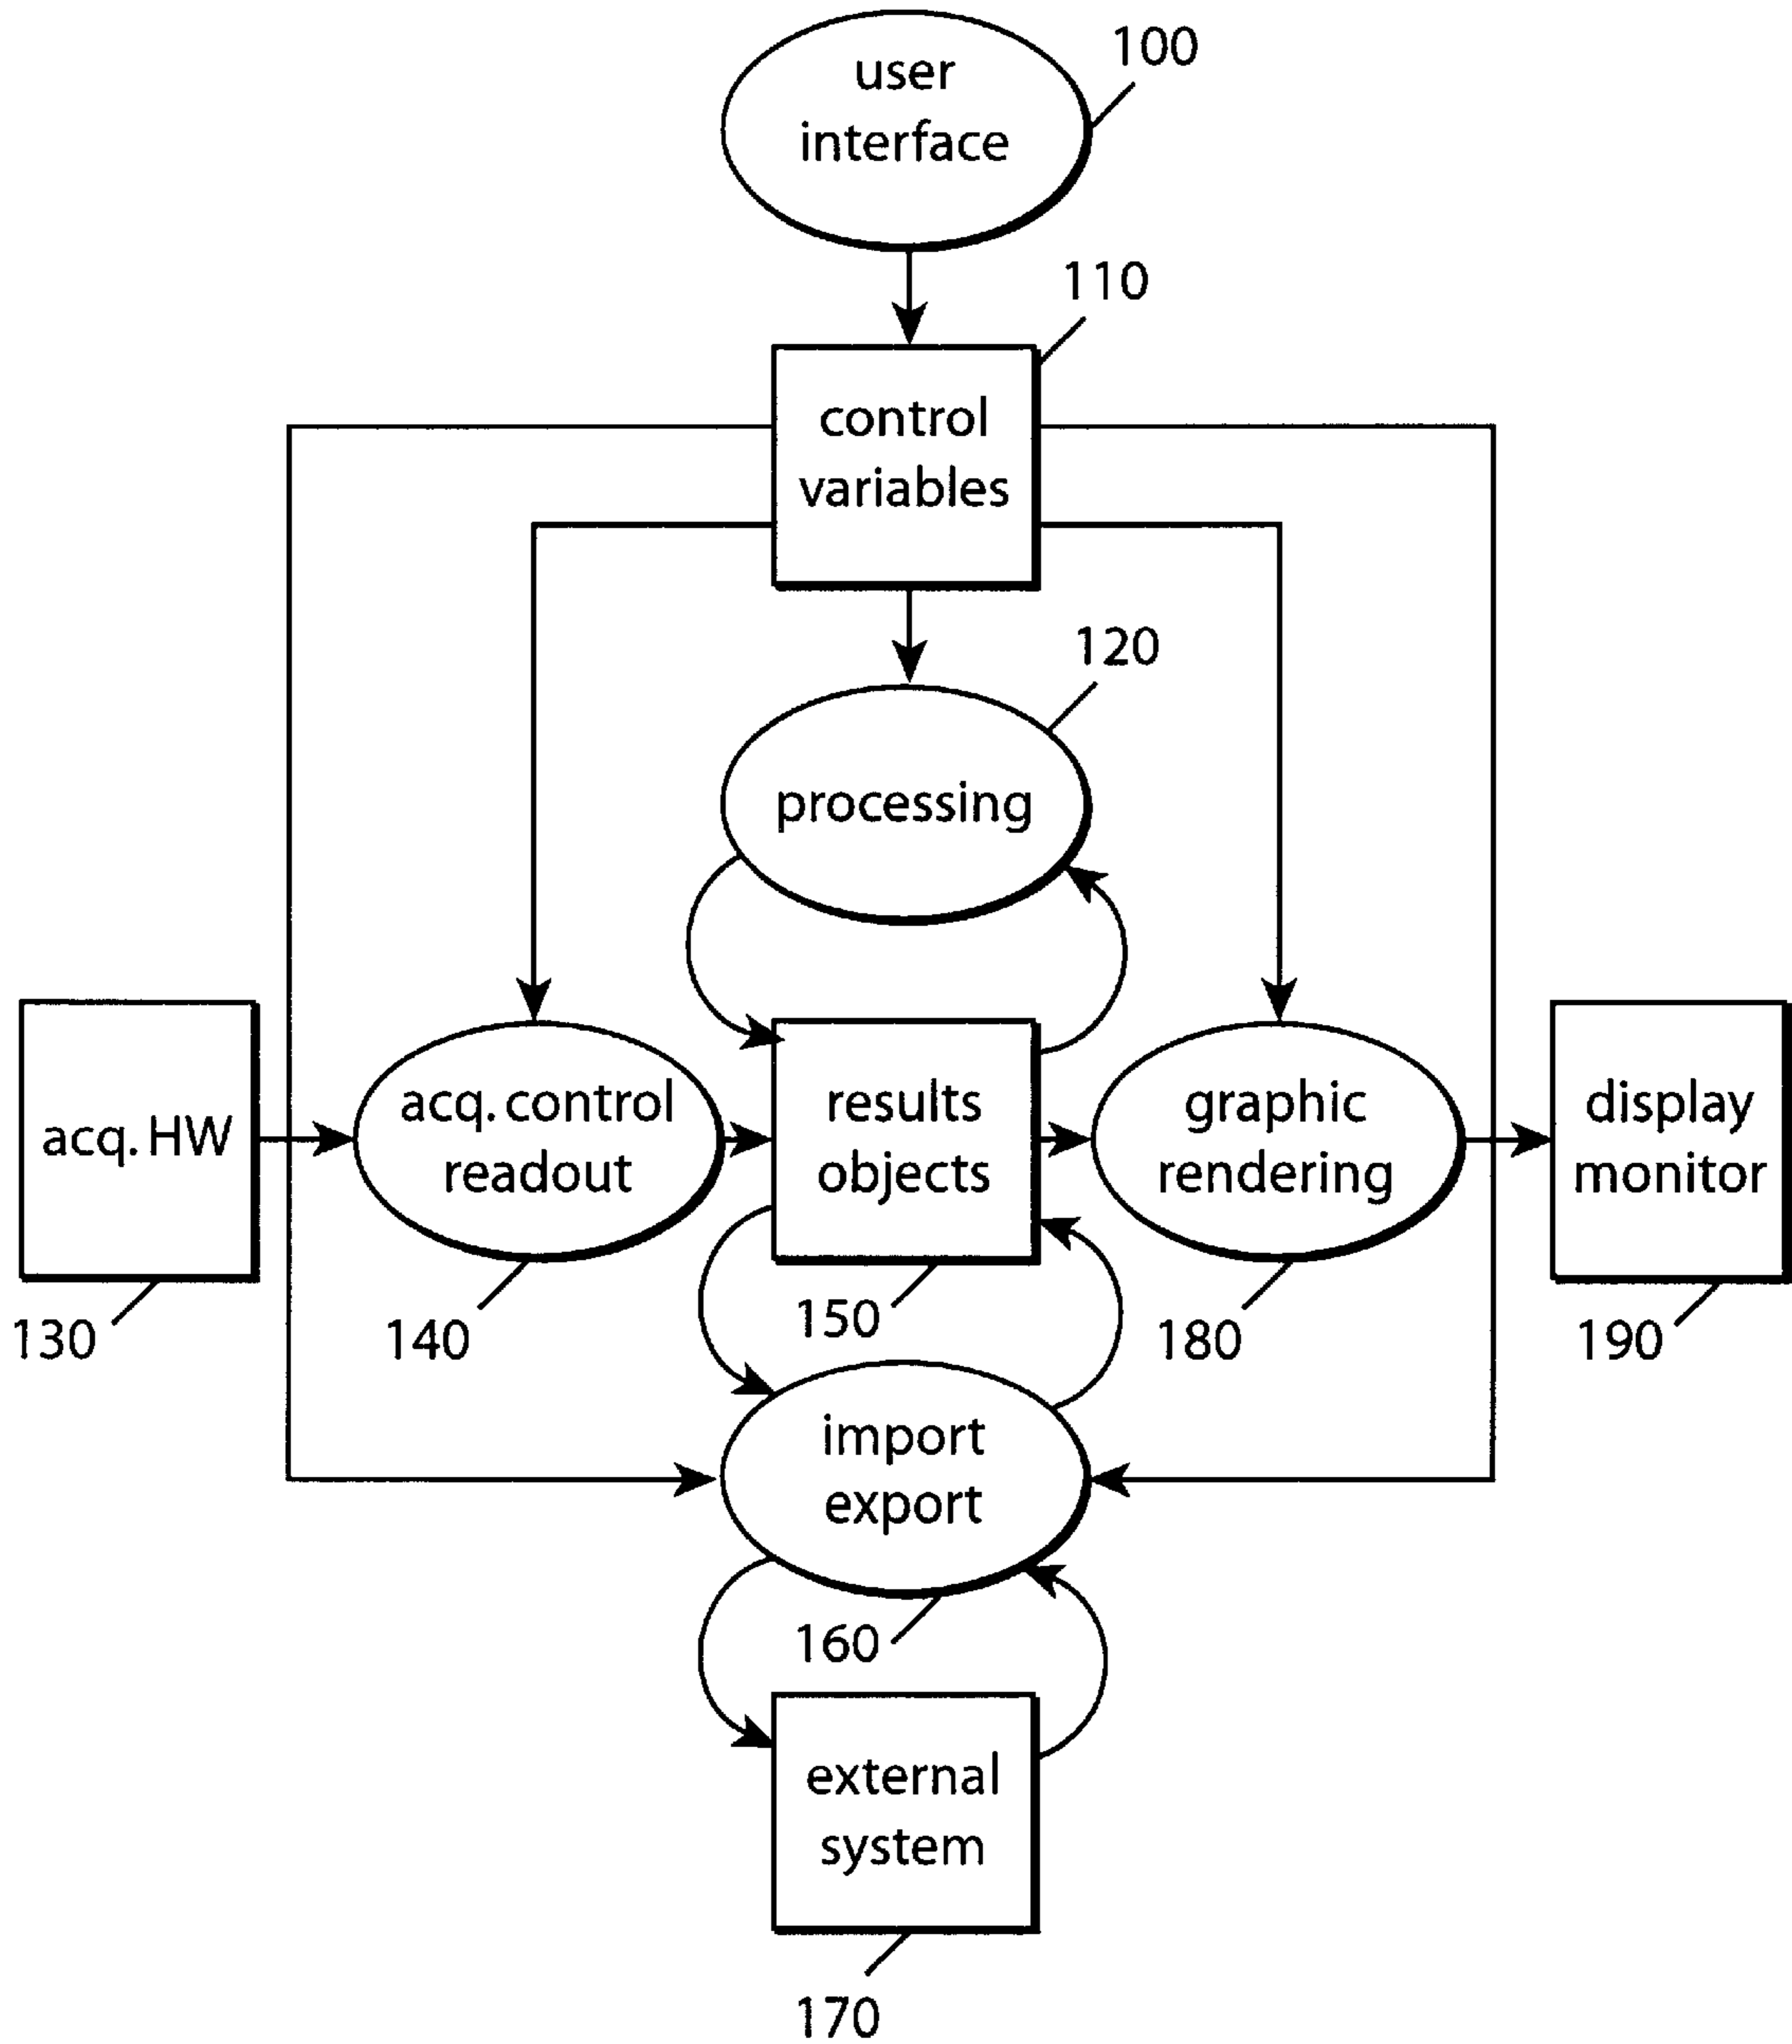 100
user
interface
110
control
variables
120
processing
acq. HW
acq. control
readout
results
objects
graphic
rendering
display
monitor
130
140
150
180
190
import
export
160
external
system
170